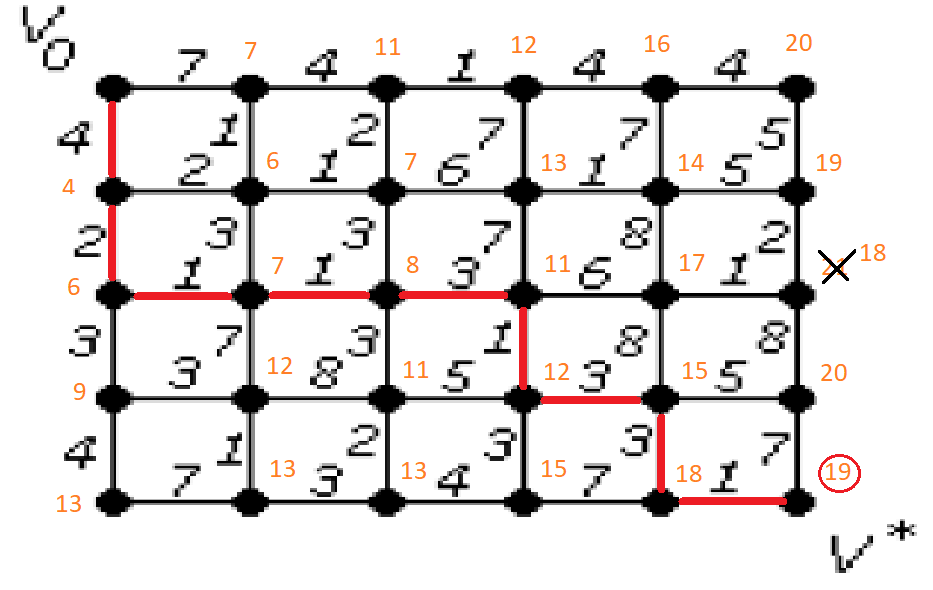 V0
7 11 12 16 20
7 4 1 4 4
4 1 2 7 7 5
2 1 6 1 5
4 6 7 13 14 19
2 3 3 7 8 2
1 1 3 6 1
6 7 8 11 17 18
3 7 3 1 8 8
3 8 5 3 5
9 12 11 12 15 20
4 1 2 3 3 7
7 3 4 7 1
13 13 13 15 18 19
V*